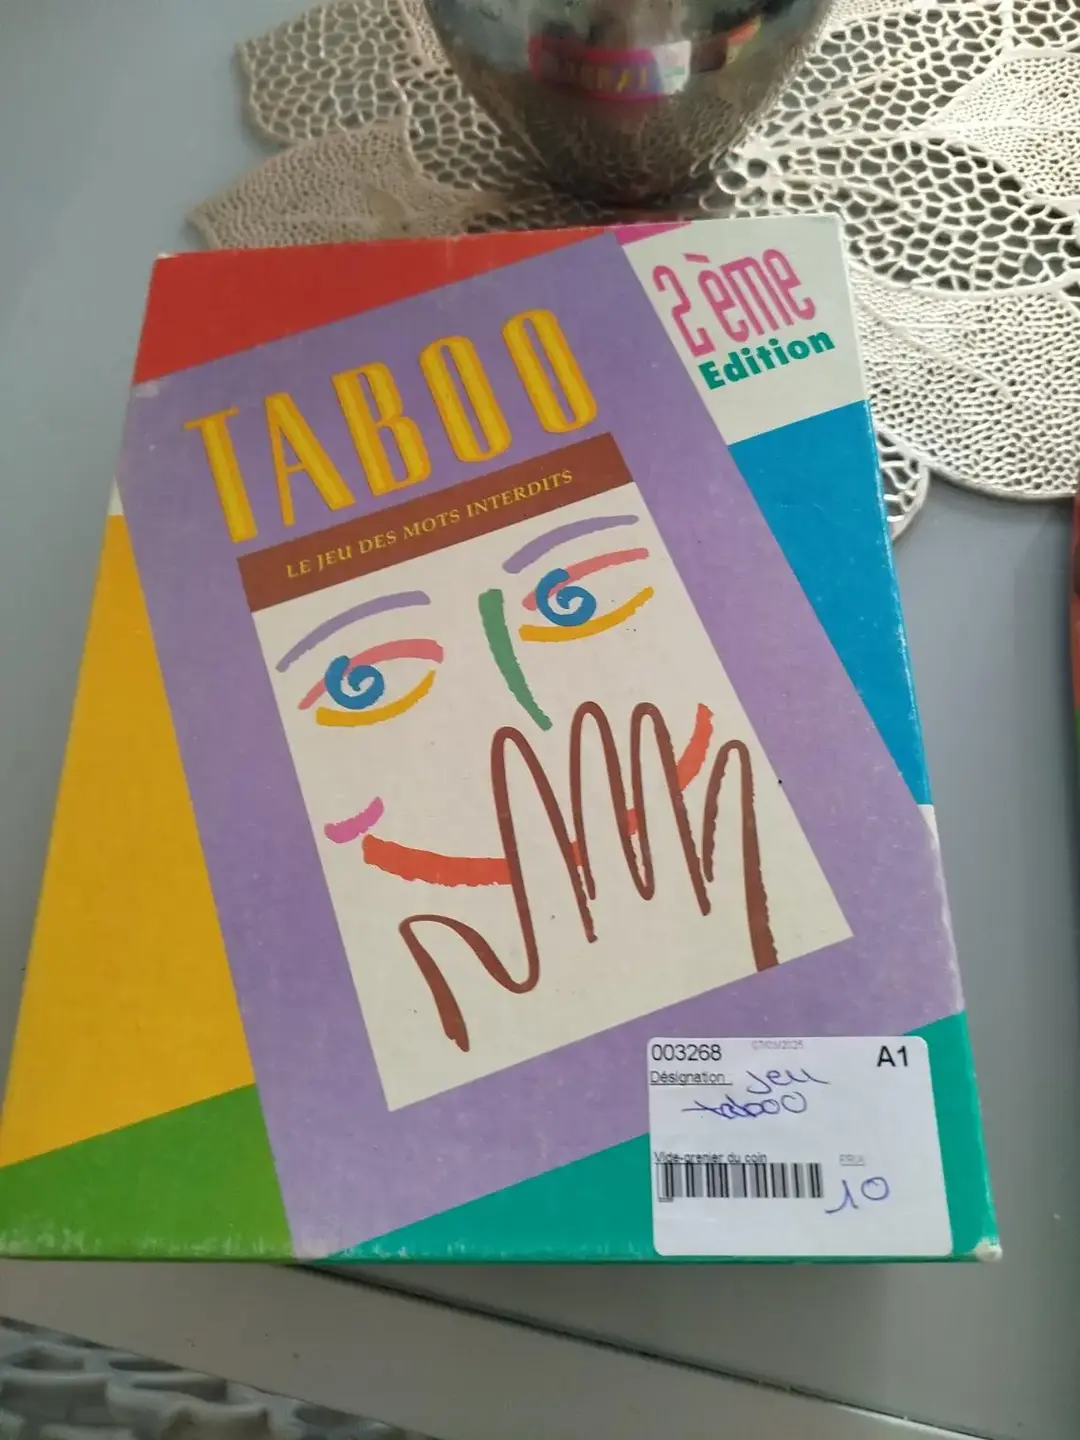 2ème
Edition
TABOO
LE JEU DES MOTS INTERDITS
003268
A1
Désignation : Jeu
taboo
Vide-grenier du coin
10